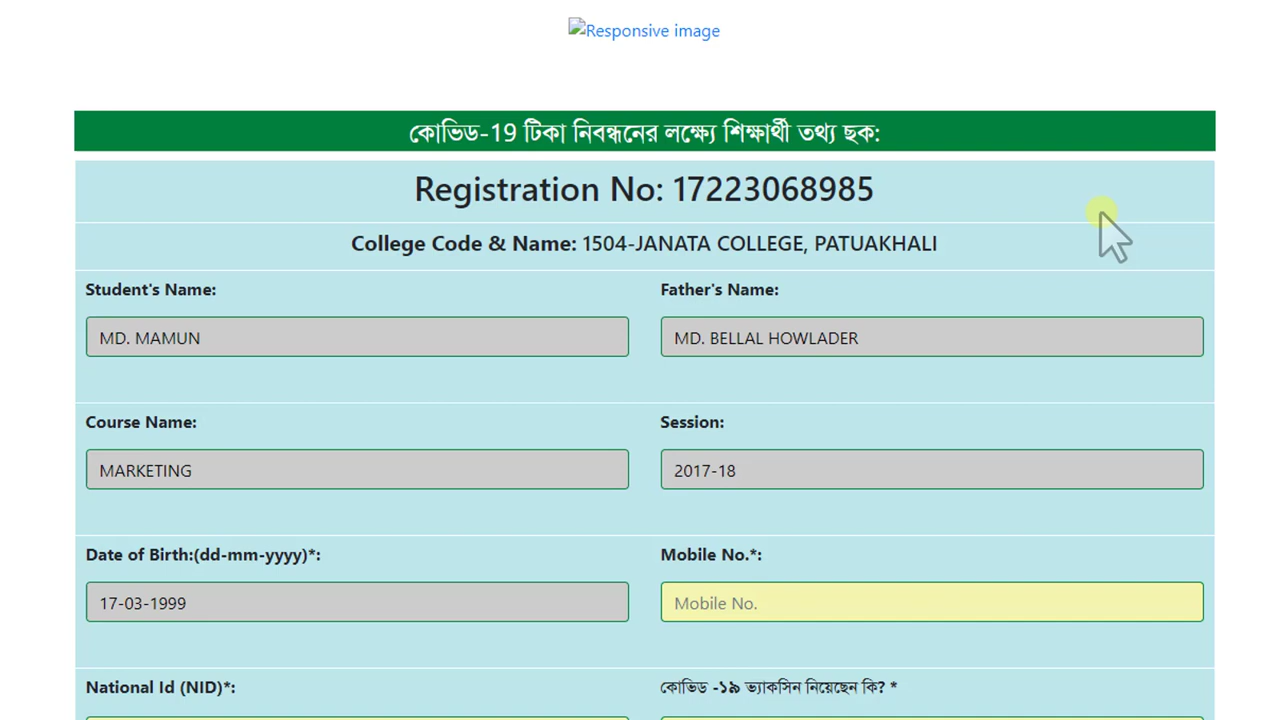 Responsive image
কোভিড-19 টিকা নিবন্ধনের লক্ষ্যে শিক্ষার্থী তথ্য ছক:
Registration No: 17223068985
College Code & Name: 1504-JANATA COLLEGE, PATUAKHALI
Student's Name: Father's Name:
MD. MAMUN MD. BELLAL HOWLADER
Course Name: Session:
MARKETING 2017-18
Date of Birth:(dd-mm-yyyy)*: Mobile No.*:
17-03-1999 Mobile No.
National Id (NID)*: কোভিড -১৯ ভ্যাকসিন নিয়েছেন কি? *